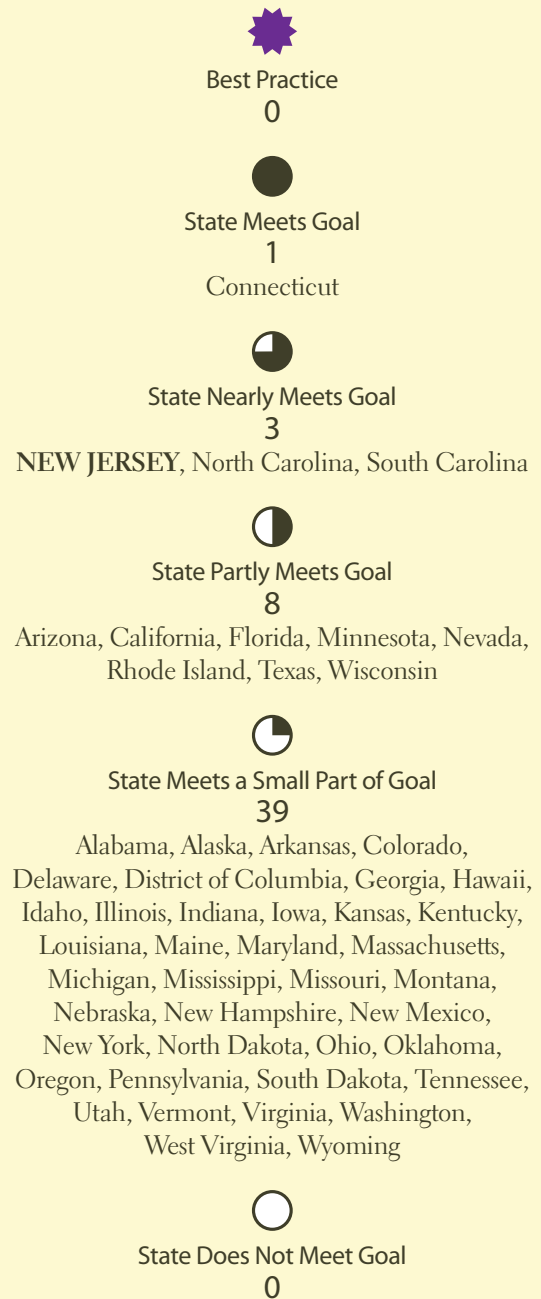 Best Practice
0
State Meets Goal
1
Connecticut
State Nearly Meets Goal
3
NEW JERSEY, North Carolina, South Carolina
State Partly Meets Goal
8
Arizona, California, Florida, Minnesota, Nevada,
Rhode Island, Texas, Wisconsin
State Meets a Small Part of Goal
39
Alabama, Alaska, Arkansas, Colorado,
Delaware, District of Columbia, Georgia, Hawaii,
Idaho, Illinois, Indiana, Iowa, Kansas, Kentucky,
Louisiana, Maine, Maryland, Massachusetts,
Michigan, Mississippi, Missouri, Montana,
Nebraska, New Hampshire, New Mexico,
New York, North Dakota, Ohio, Oklahoma,
Oregon, Pennsylvania, South Dakota, Tennessee,
Utah, Vermont, Virginia, Washington,
West Virginia, Wyoming
State Does Not Meet Goal
0